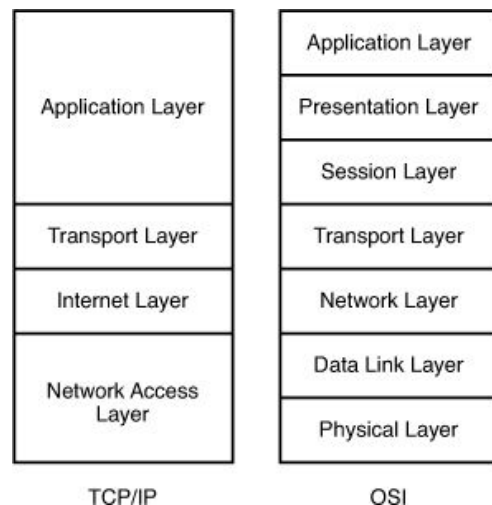 Application Layer
Transport Layer
Internet Layer
Network Access
Layer
TCP/IP
Application Layer
Presentation Layer
Session Layer
Transport Layer
Network Layer
Data Link Layer
Physical Layer
OSI